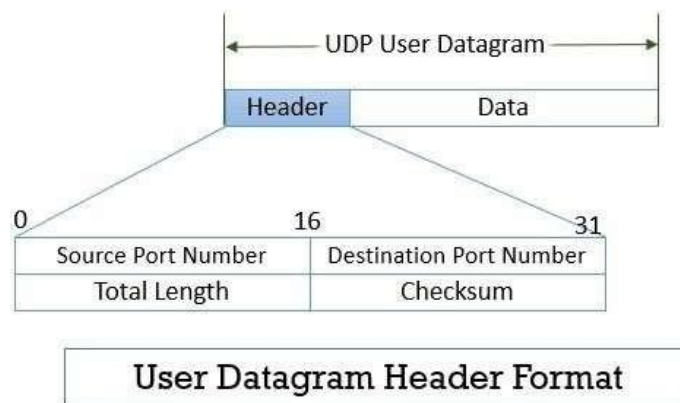 UDP User Datagram
Header Data
0 16 31
Source Port Number Destination Port Number
Total Length Checksum
User Datagram Header Format